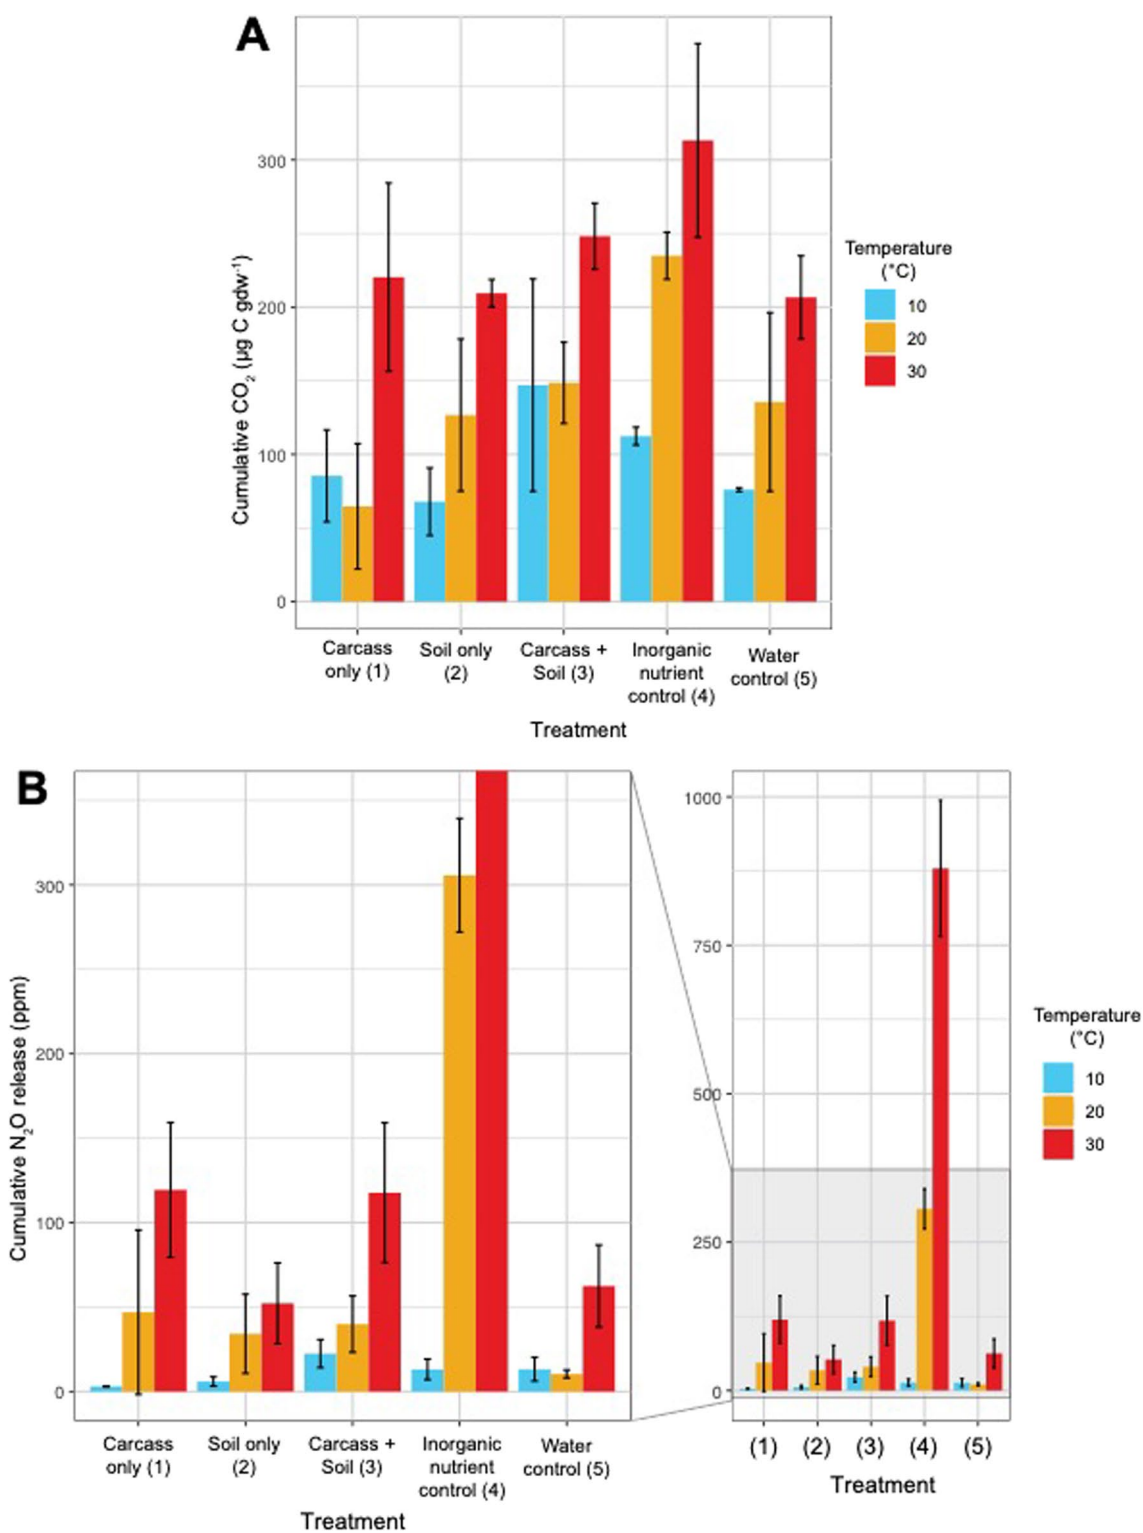 A
300
200
100
0
Cumulative CO₂ (µg C gdw⁻¹)
Carcass
only (1)
Soil only
(2)
Carcass +
Soil (3)
Inorganic
nutrient
control (4)
Water
control (5)
Treatment
Temperature
(°C)
10
20
30
B
300
200
100
0
Cumulative N₂O release (ppm)
Carcass
only (1)
Soil only
(2)
Carcass +
Soil (3)
Inorganic
nutrient
control (4)
Water
control (5)
Treatment
1000
750
500
250
0
(1) (2) (3) (4) (5)
Treatment
Temperature
(°C)
10
20
30